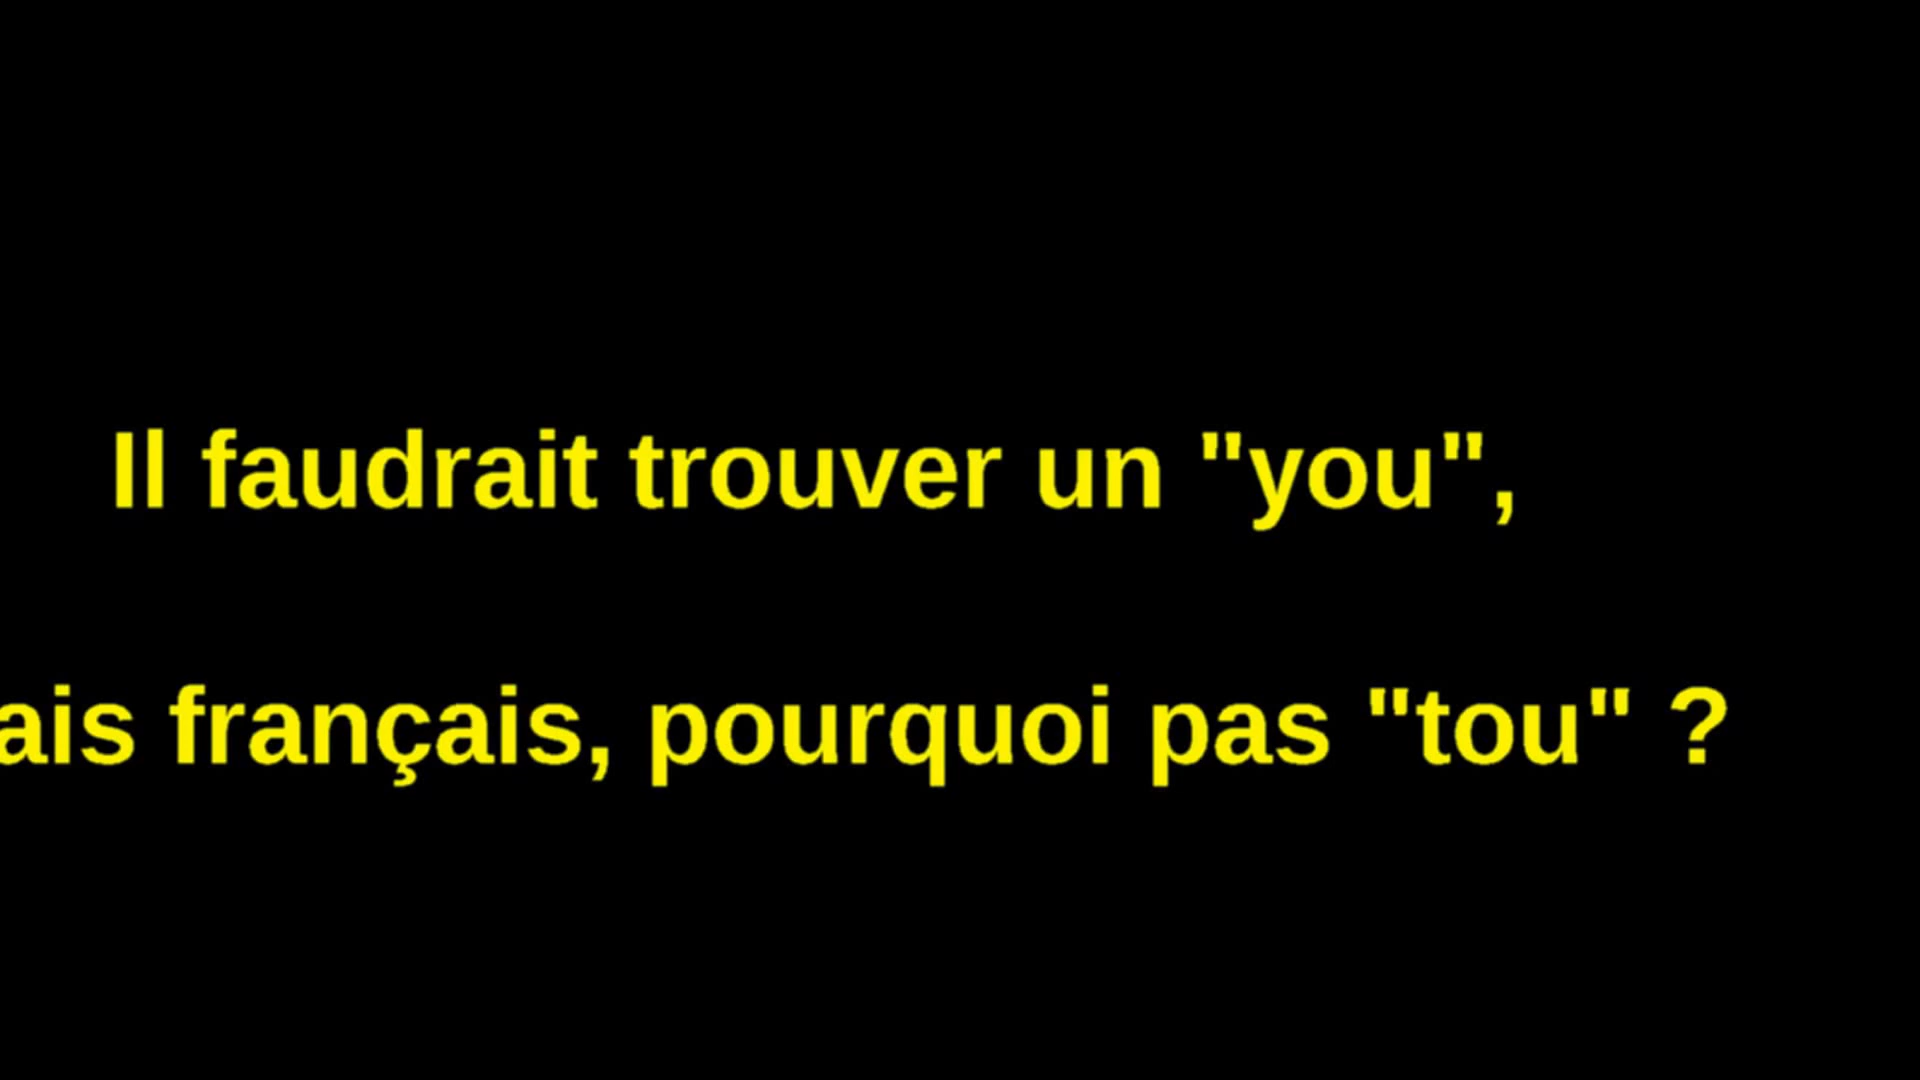 Il faudrait trouver un "you",
ais français, pourquoi pas "tou" ?